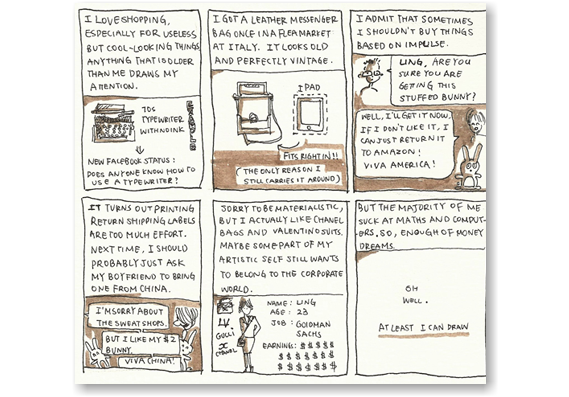 I LOVE SHOPPING,
ESPECIALLY FOR USELESS
BUT COOL-LOOKING THINGS
ANYTHING THAT IS OLDER
THAN ME DRAWS MY
ATTENTION.
70s
TYPEWRITER
WITH NO INK
NEW FACEBOOK STATUS:
DOES ANYONE KNOW HOW TO
USE A TYPEWRITER?
I GOT A LEATHER MESSENGER
BAG ONCE IN A FLEA MARKET
AT ITALY. IT LOOKS OLD
AND PERFECTLY VINTAGE.
IPAD
FITS RIGHT IN!!
(THE ONLY REASON I
STILL CARRIES IT AROUND)
I ADMIT THAT SOMETIMES
I SHOULDN'T BUY THINGS
BASED ON IMPULSE.
LING, ARE YOU
SURE YOU ARE
GETING THIS
STUFFED BUNNY?
WELL, I'LL GET IT NOW,
IF I DON'T LIKE IT, I
CAN JUST RETURN IT
TO AMAZON!
VIVA AMERICA!
IT TURNS OUT PRINTING
RETURN SHIPPING LABELS
ARE TOO MUCH EFFORT.
NEXT TIME, I SHOULD
PROBABLY JUST ASK
MY BOYFRIEND TO BRING
ONE FROM CHINA.
I'M SORRY ABOUT
THE SWEATSHOPS.
BUT I LIKE MY $2
BUNNY.
VIVA CHINA!
SORRY TO BE MATERIALISTIC,
BUT I ACTUALLY LIKE CHANEL
BAGS AND VALENTINO SUITS.
MAYBE SOME PART OF MY
ARTISTIC SELF STILL WANTS
TO BELONG TO THE CORPORATE
WORLD.
LV.
GUCCI
CHANEL
NAME: LING
AGE: 23
JOB: GOLDMAN
SACHS
EARNING: $$$$
$$$$$$$
$$$$$$$
BUT THE MAJORITY OF ME
SUCK AT MATHS AND COMPUT-
ERS. SO, ENOUGH OF MONEY
DREAMS.
OH
WELL.
AT LEAST I CAN DRAW